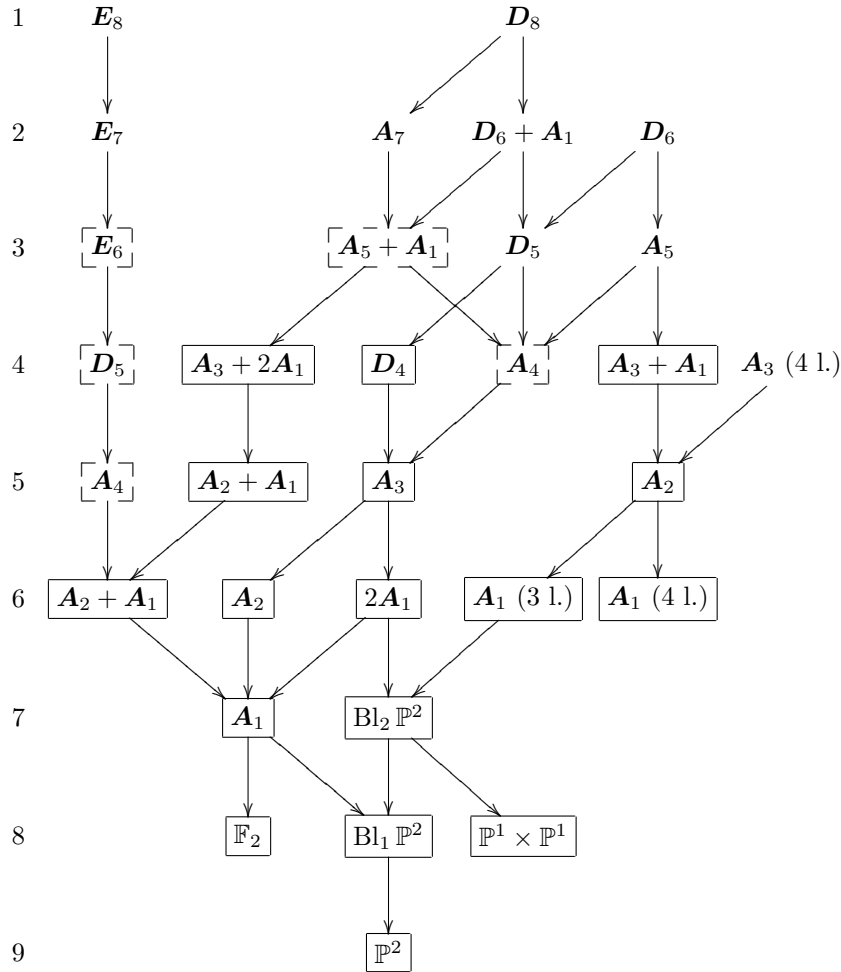 1 E₈ D₈
2 E₇ A₇ D₆ + A₁ D₆
3 E₆ A₅ + A₁ D₅ A₅
4 D₅ A₃ + 2A₁ D₄ A₄ A₃ + A₁ A₃ (4 l.)
5 A₄ A₂ + A₁ A₃ A₂
6 A₂ + A₁ A₂ 2A₁ A₁ (3 l.) A₁ (4 l.)
7 A₁ Bl₂ ℙ²
8 𝔽₂ Bl₁ ℙ² ℙ¹ × ℙ¹
9 ℙ²